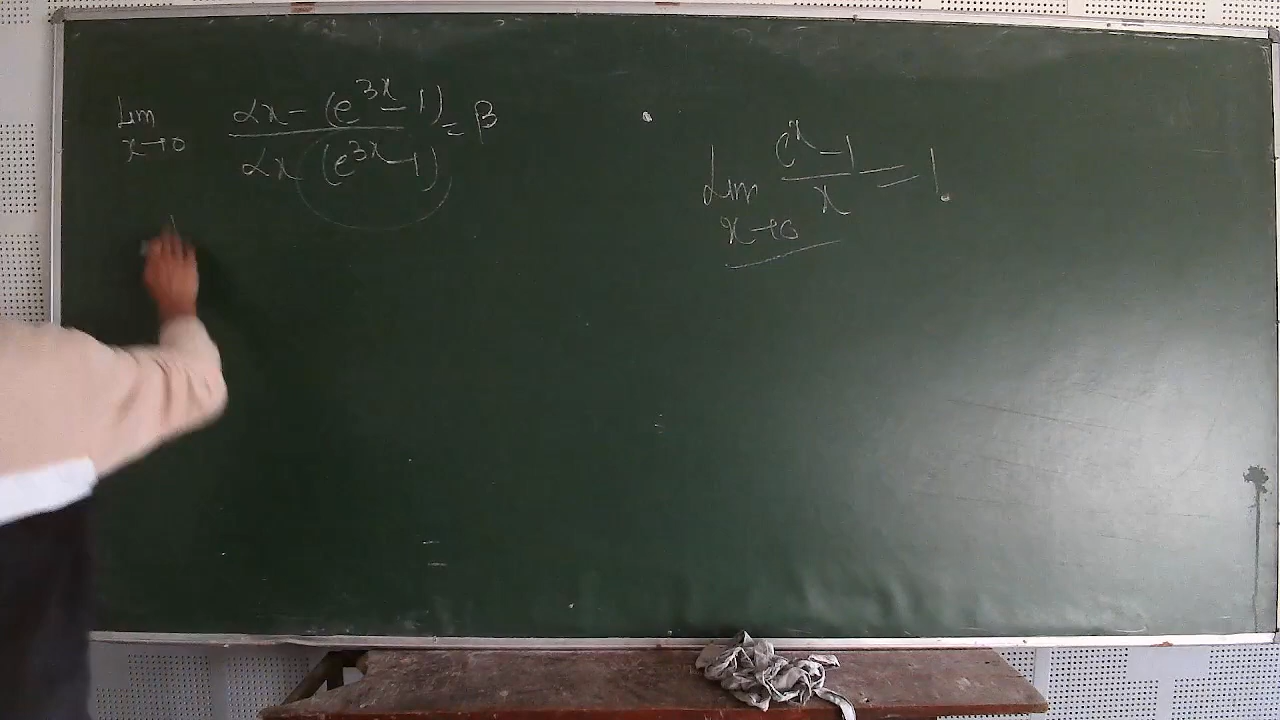 Lim x→0 αx - (e^3x - 1) / αx (e^3x - 1) = β
Lim x→0 e^x - 1 / x = 1.